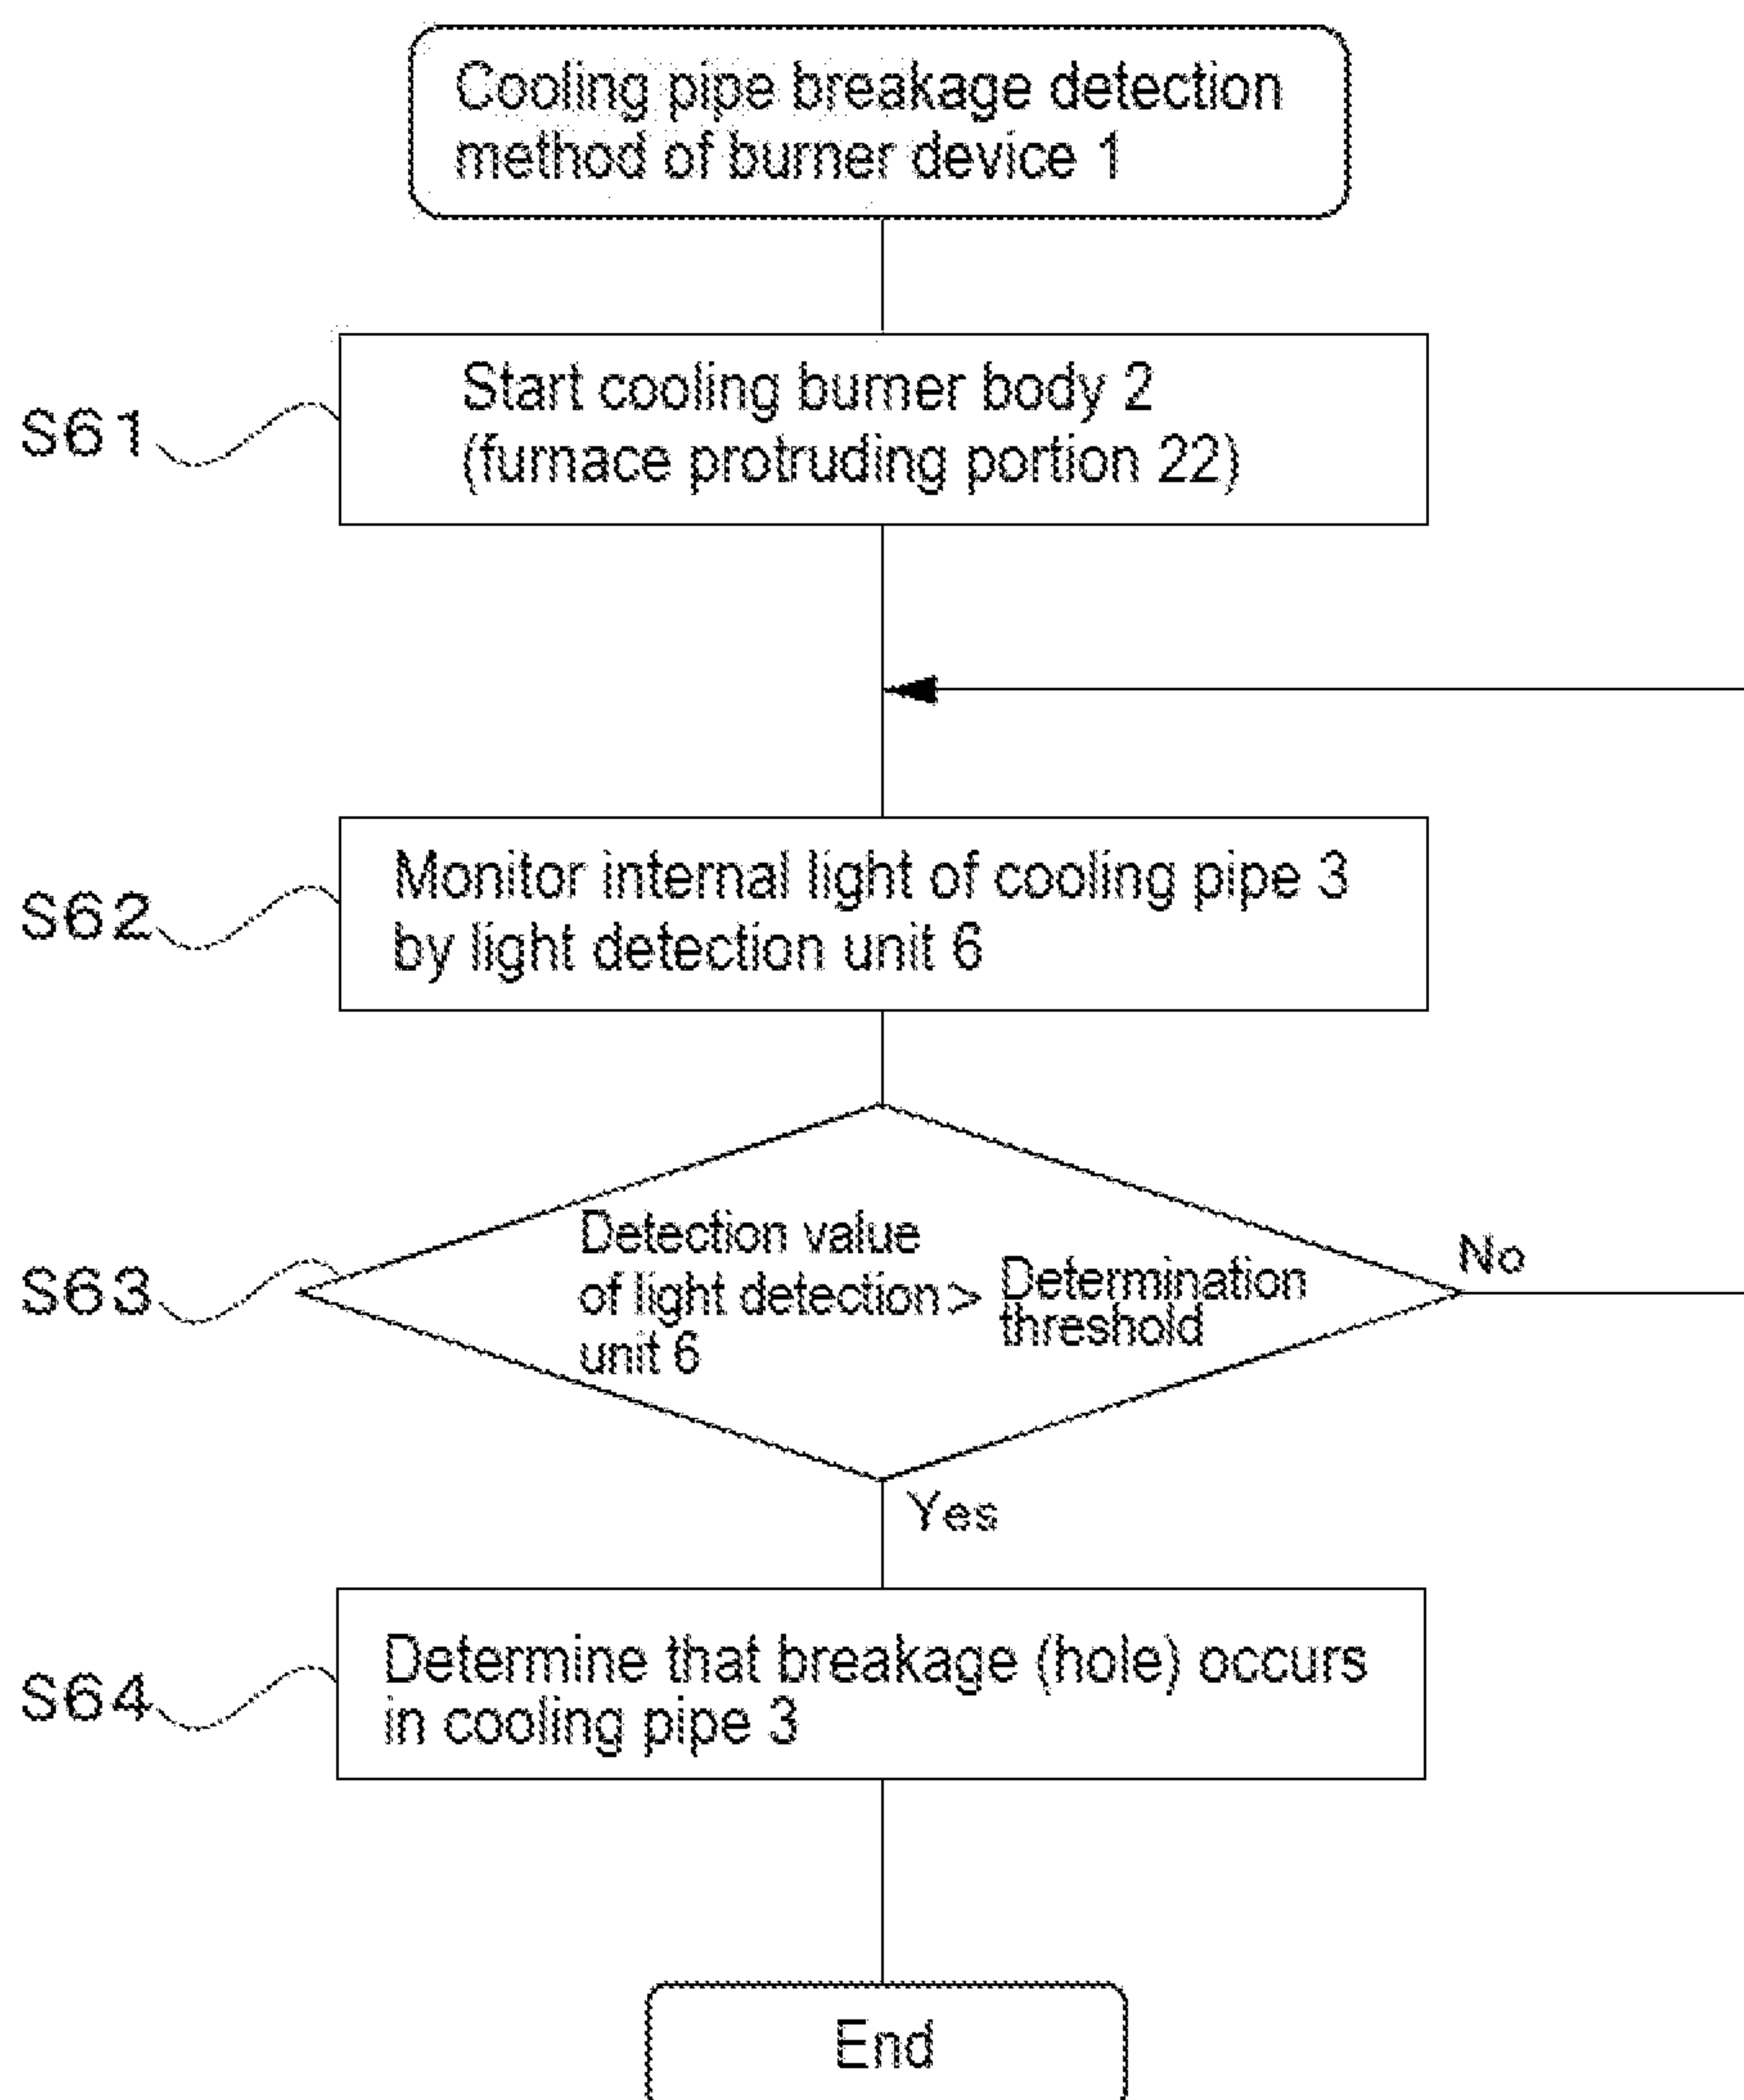 Cooling pipe breakage detection
method of burner device 1
S61
Start cooling burner body 2
(furnace protruding portion 22)
S62
Monitor internal light of cooling pipe 3
by light detection unit 6
S63
Detection value
of light detection >
unit 6
Determination
threshold
No
Yes
S64
Determine that breakage (hole) occurs
in cooling pipe 3
End